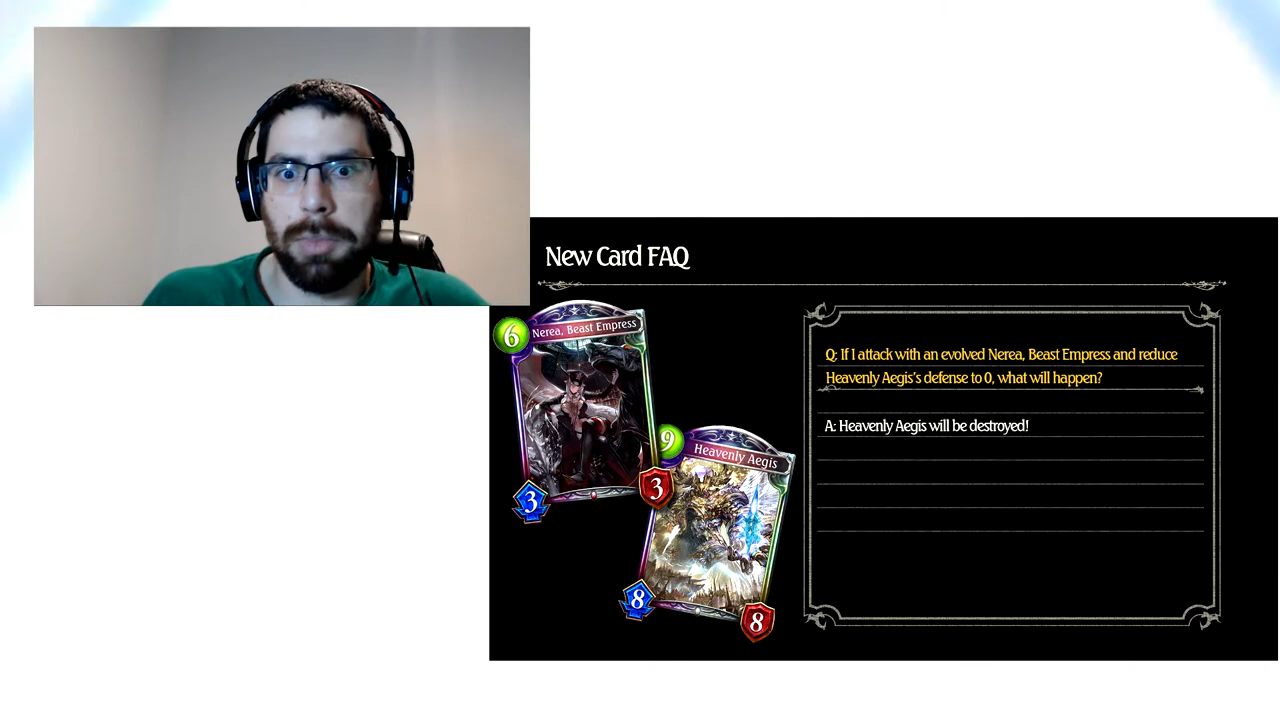 New Card FAQ
6
Nerea, Beast Empress
3
3
9
Heavenly Aegis
8
8
Q: If I attack with an evolved Nerea, Beast Empress and reduce
Heavenly Aegis's defense to 0, what will happen?
A: Heavenly Aegis will be destroyed!